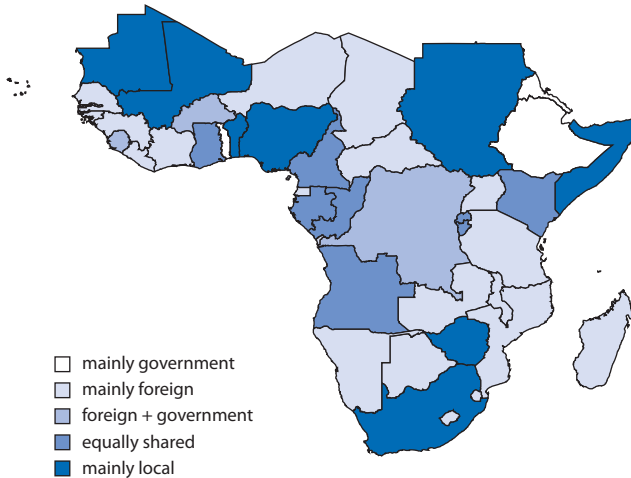 mainly government
mainly foreign
foreign + government
equally shared
mainly local